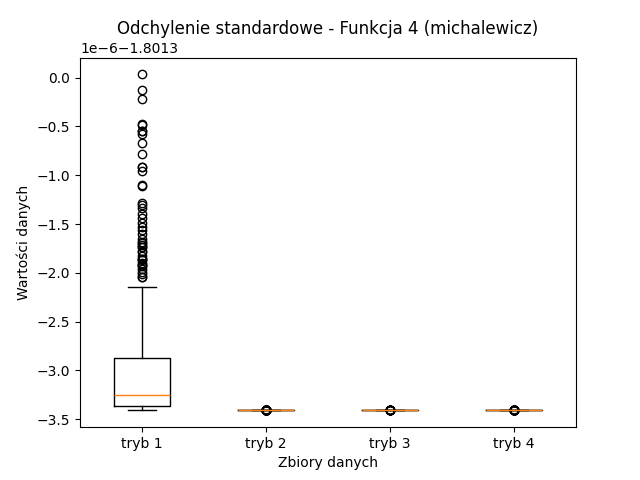 Odchylenie standardowe - Funkcja 4 (michalewicz)
1e−6−1.8013
0.0
−0.5
−1.0
−1.5
−2.0
−2.5
−3.0
−3.5
Wartości danych
tryb 1 tryb 2 tryb 3 tryb 4
Zbiory danych